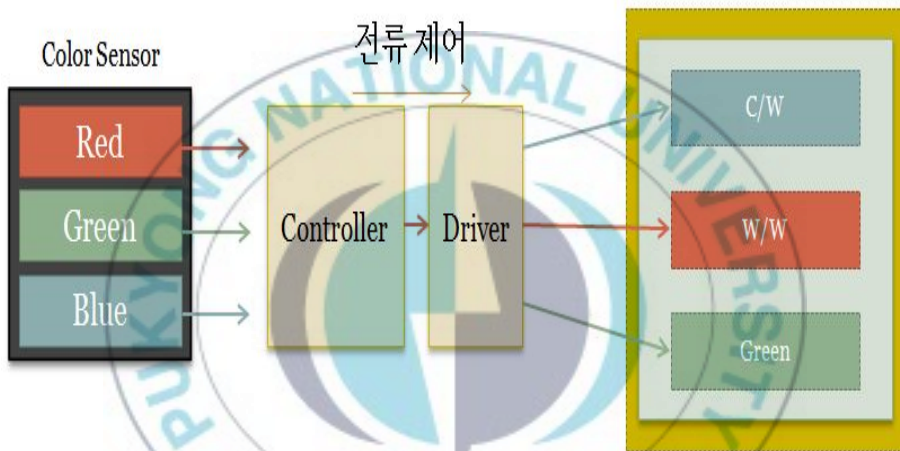 Color Sensor
전류 제어
Red
Green
Blue
Controller
Driver
C/W
W/W
Green
PUKYONG NATIONAL UNIVERSITY